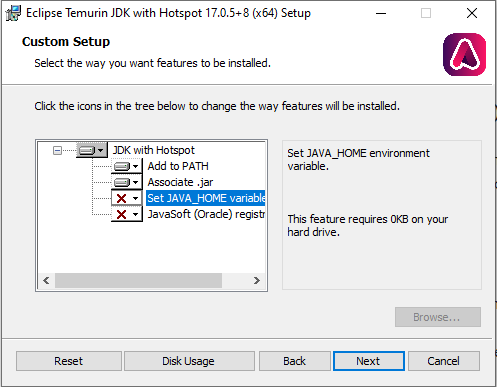 Eclipse Temurin JDK with Hotspot 17.0.5+8 (x64) Setup
Custom Setup
Select the way you want features to be installed.
Click the icons in the tree below to change the way features will be installed.
JDK with Hotspot
Add to PATH
Associate .jar
Set JAVA_HOME variable
JavaSoft (Oracle) registr
Set JAVA_HOME environment
variable.
This feature requires 0KB on your
hard drive.
Browse...
Reset
Disk Usage
Back
Next
Cancel